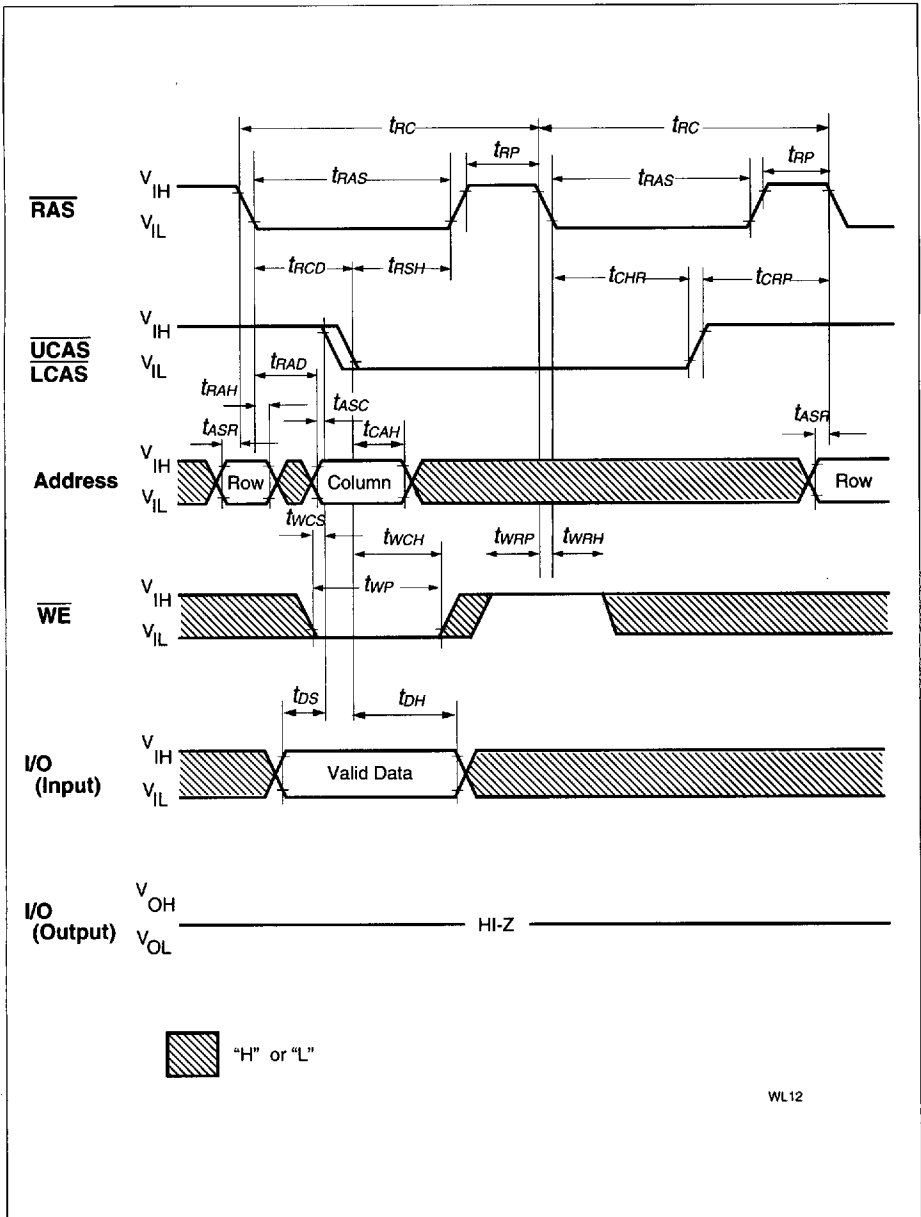 tRC tRC
tRP tRP
tRAS tRAS
VIH
RAS
VIL
tRCD tRSH tCHR tCRP
VIH
UCAS
LCAS
VIL
tRAD
tRAH
tASC
tASR tCAH tASR
VIH
Address Row Column Row
VIL
tWCS
tWCH tWRP tWRH
tWP
VIH
WE
VIL
tDS tDH
VIH
I/O
(Input) Valid Data
VIL
VOH
I/O
(Output) HI-Z
VOL
"H" or "L"
WL12